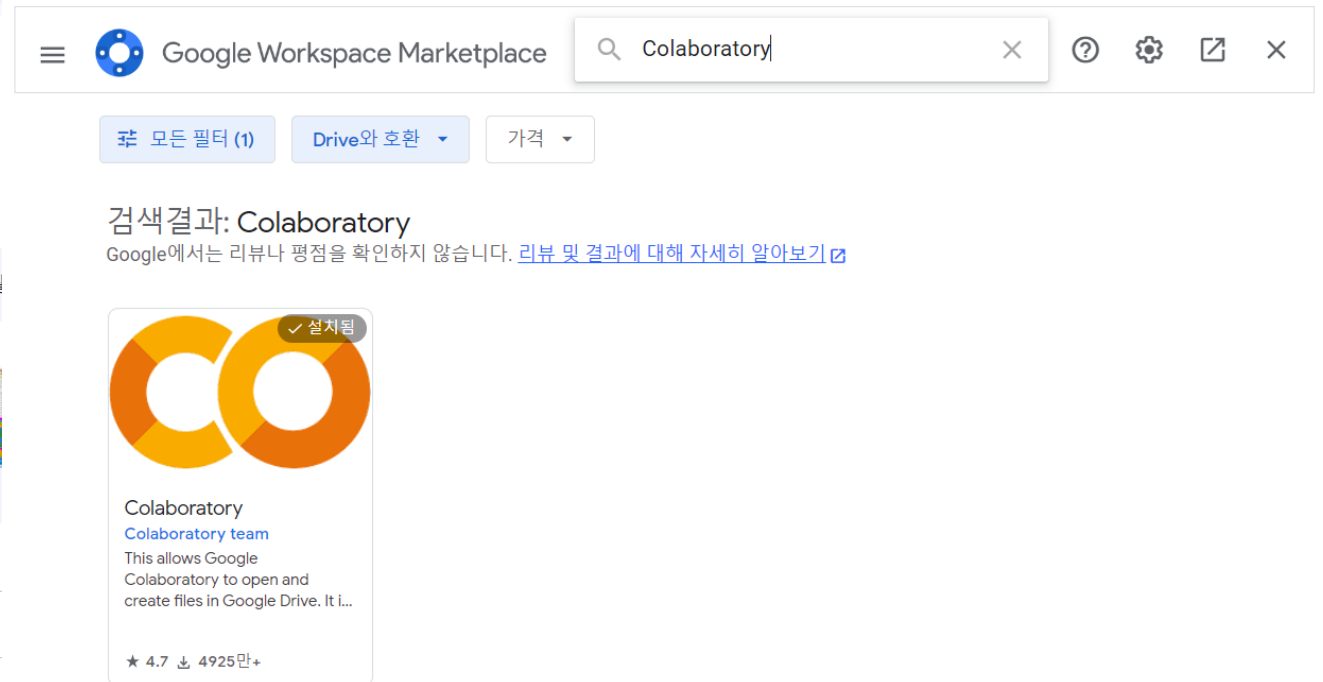 Google Workspace Marketplace
Colaboratory
모든 필터 (1)
Drive와 호환
가격
검색결과: Colaboratory
Google에서는 리뷰나 평점을 확인하지 않습니다. 리뷰 및 결과에 대해 자세히 알아보기
설치됨
Colaboratory
Colaboratory team
This allows Google
Colaboratory to open and
create files in Google Drive. It i...
4.7 4925만+